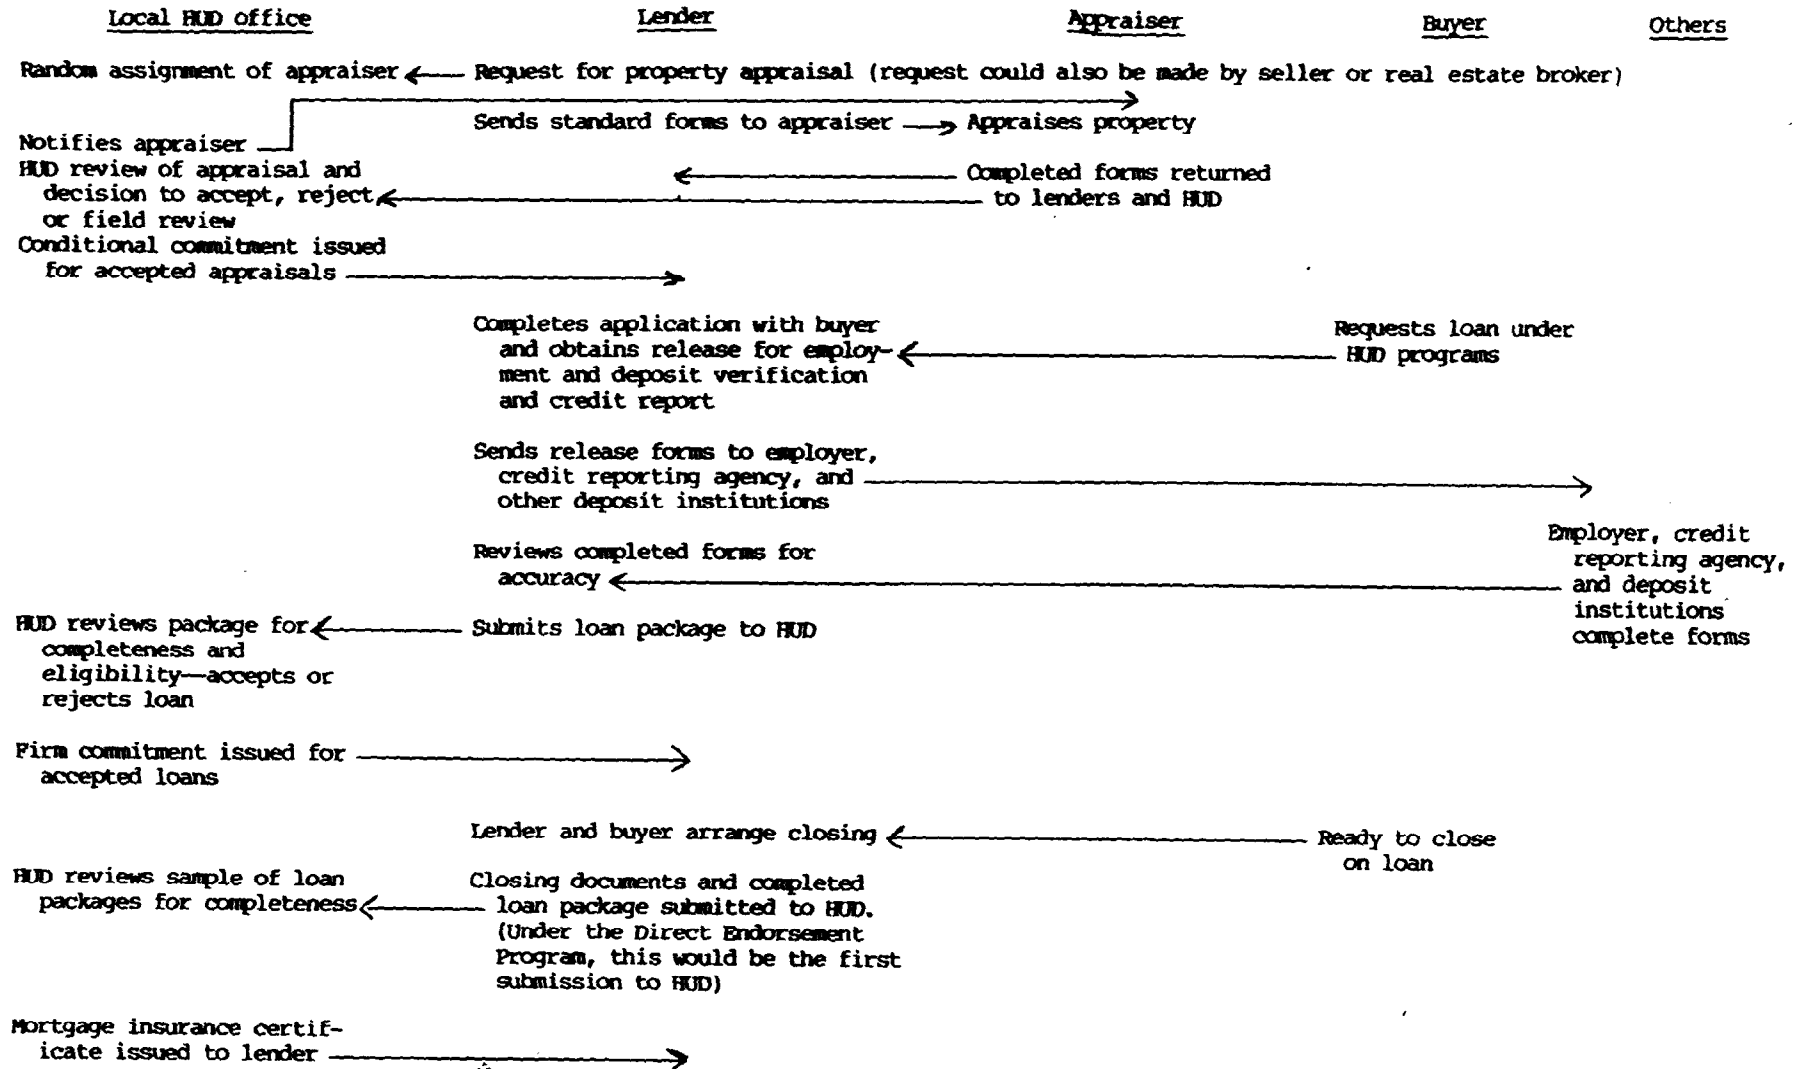 Local HUD office Lender Appraiser Buyer Others
Random assignment of appraiser Request for property appraisal (request could also be made by seller or real estate broker)
Sends standard forms to appraiser Appraises property
Notifies appraiser
HUD review of appraisal and
decision to accept, reject,
or field review
Completed forms returned
to lenders and HUD
Conditional commitment issued
for accepted appraisals
Completes application with buyer
and obtains release for employ-
ment and deposit verification
and credit report
Requests loan under
HUD programs
Sends release forms to employer,
credit reporting agency, and
other deposit institutions
Employer, credit
reporting agency,
and deposit
institutions
complete forms
Reviews completed forms for
accuracy
HUD reviews package for
completeness and
eligibility—accepts or
rejects loan
Submits loan package to HUD
Firm commitment issued for
accepted loans
Lender and buyer arrange closing
Ready to close
on loan
HUD reviews sample of loan
packages for completeness
Closing documents and completed
loan package submitted to HUD.
(Under the Direct Endorsement
Program, this would be the first
submission to HUD)
Mortgage insurance certif-
icate issued to lender